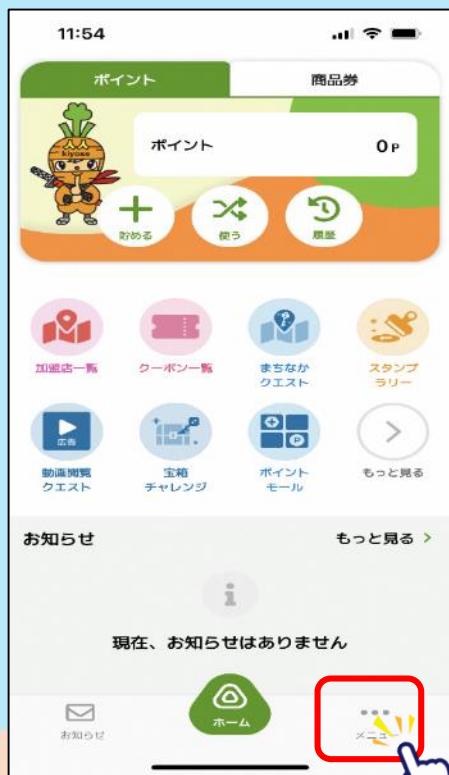 11:54
ポイント
商品券
kiyose
ポイント
0 P
貯める
使う
履歴
加盟店一覧
クーポン一覧
まちなか
クエスト
スタンプ
ラリー
広告
動画閲覧
クエスト
宝箱
チャレンジ
P
ポイント
モール
もっと見る
お知らせ
もっと見る
現在、お知らせはありません
お知らせ
ホーム
メニュー